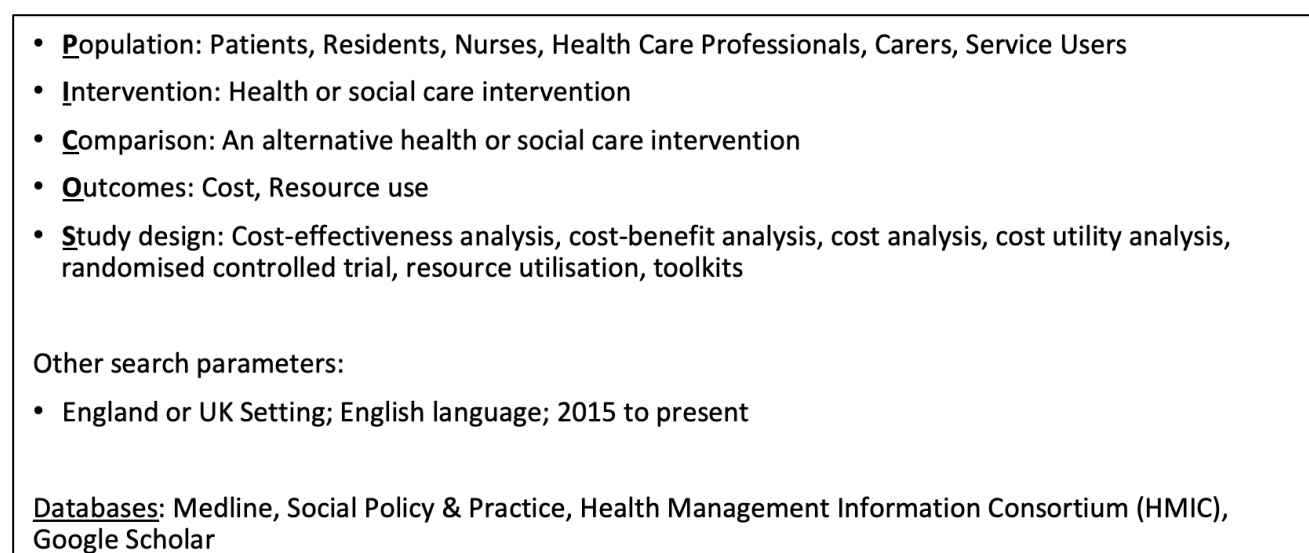 • Population: Patients, Residents, Nurses, Health Care Professionals, Carers, Service Users
• Intervention: Health or social care intervention
• Comparison: An alternative health or social care intervention
• Outcomes: Cost, Resource use
• Study design: Cost-effectiveness analysis, cost-benefit analysis, cost analysis, cost utility analysis,
randomised controlled trial, resource utilisation, toolkits
Other search parameters:
• England or UK Setting; English language; 2015 to present
Databases: Medline, Social Policy & Practice, Health Management Information Consortium (HMIC),
Google Scholar